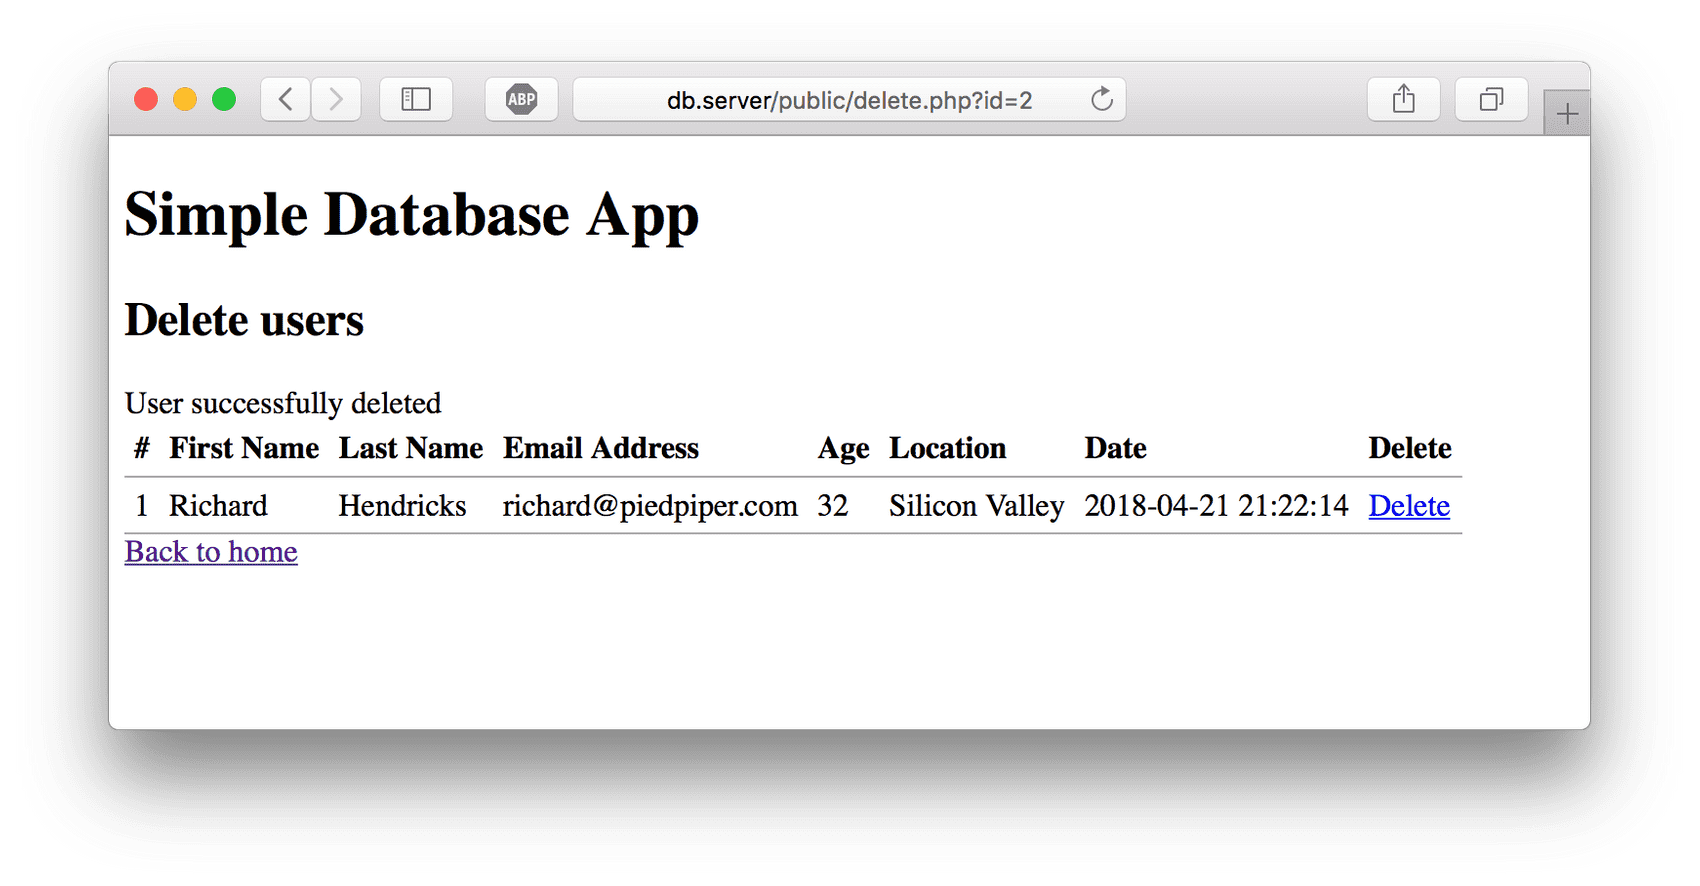 ABP db.server/public/delete.php?id=2
Simple Database App
Delete users
User successfully deleted
# First Name Last Name Email Address Age Location Date Delete
1 Richard Hendricks richard@piedpiper.com 32 Silicon Valley 2018-04-21 21:22:14 Delete
Back to home